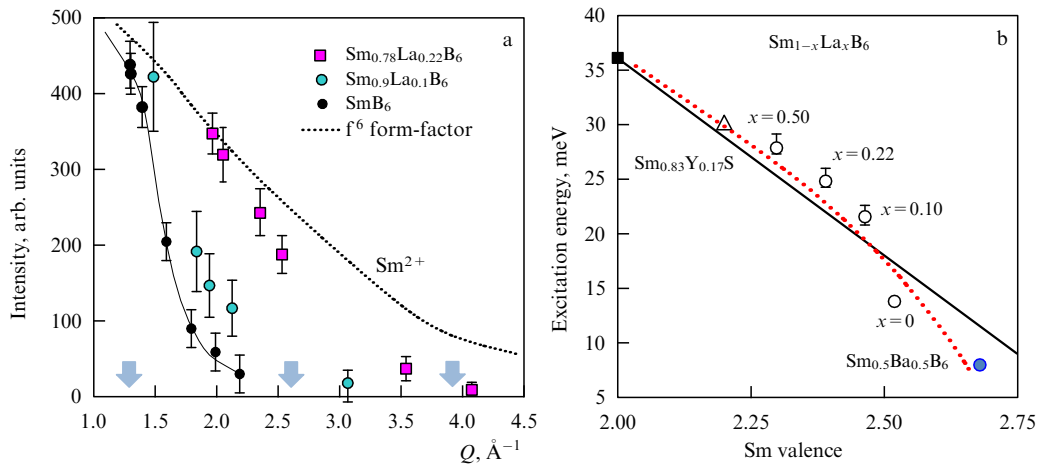 a
Sm0.78La0.22B6
Sm0.9La0.1B6
SmB6
f⁶ form-factor
Sm²⁺
Intensity, arb. units
500
400
300
200
100
0
1.0 1.5 2.0 2.5 3.0 3.5 4.0 4.5
Q, Å⁻¹
b
Sm1−xLaxB6
x = 0.50
Sm0.83Y0.17S
x = 0.22
x = 0.10
x = 0
Sm0.5Ba0.5B6
Excitation energy, meV
40
35
30
25
20
15
10
5
2.00 2.25 2.50 2.75
Sm valence